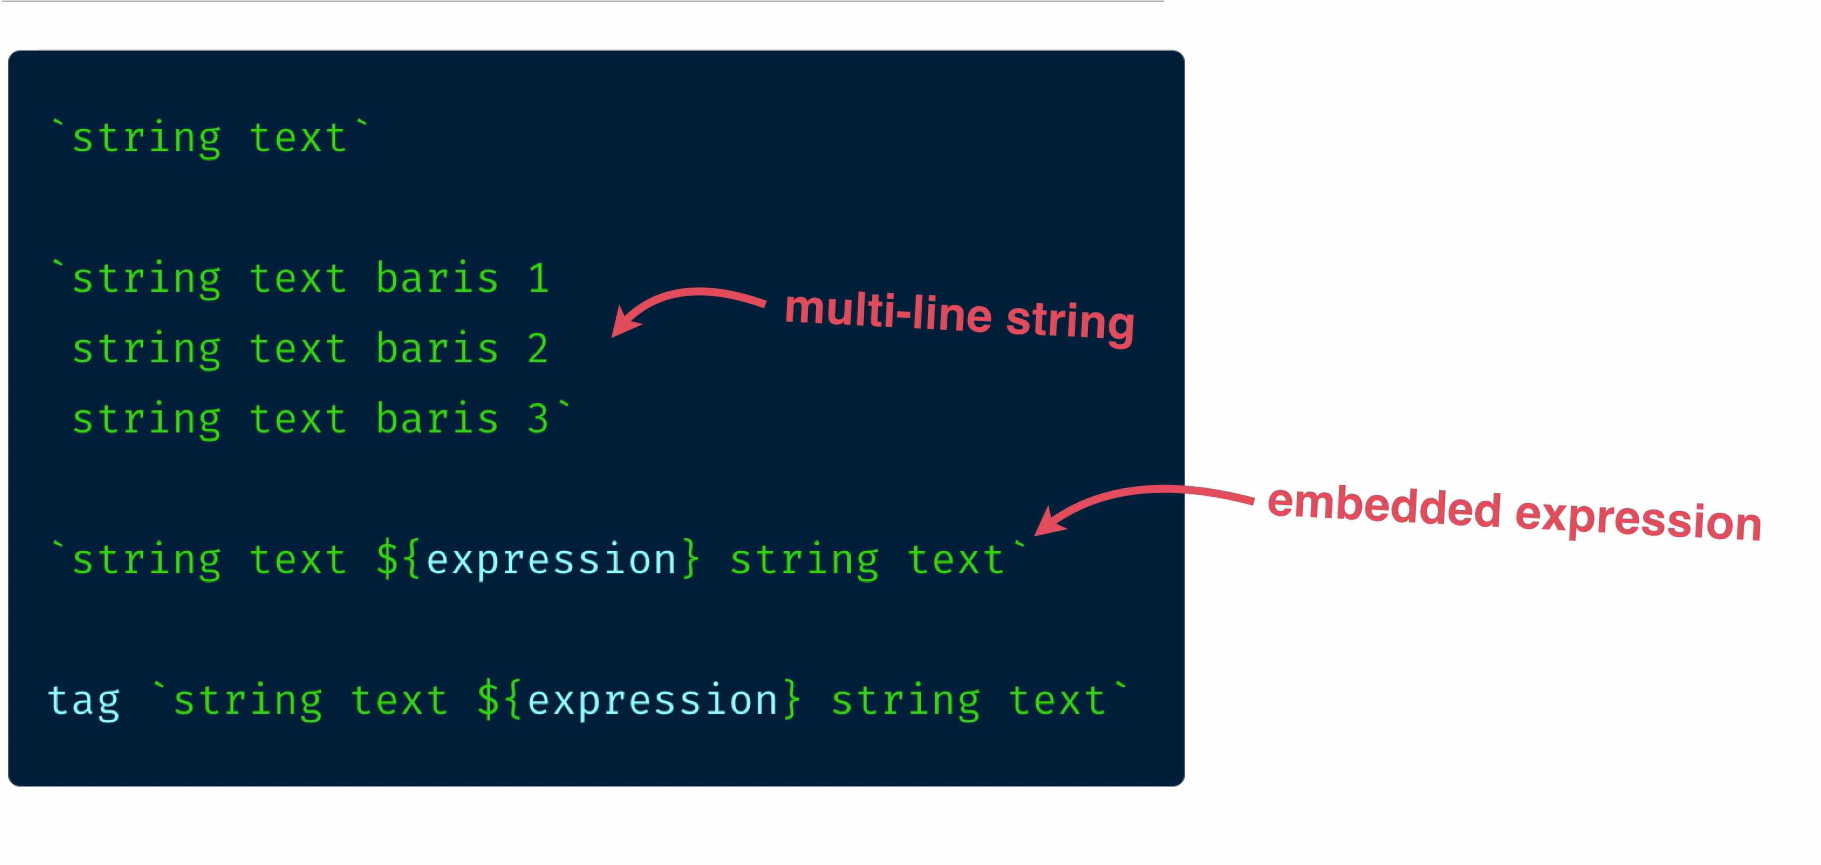 `string text`
`string text baris 1
string text baris 2
string text baris 3`
multi-line string
`string text ${expression} string text`
embedded expression
tag `string text ${expression} string text`